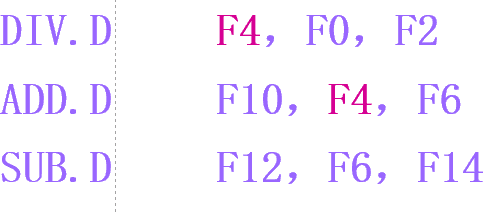 DIV.D F4, F0, F2
ADD.D F10, F4, F6
SUB.D F12, F6, F14